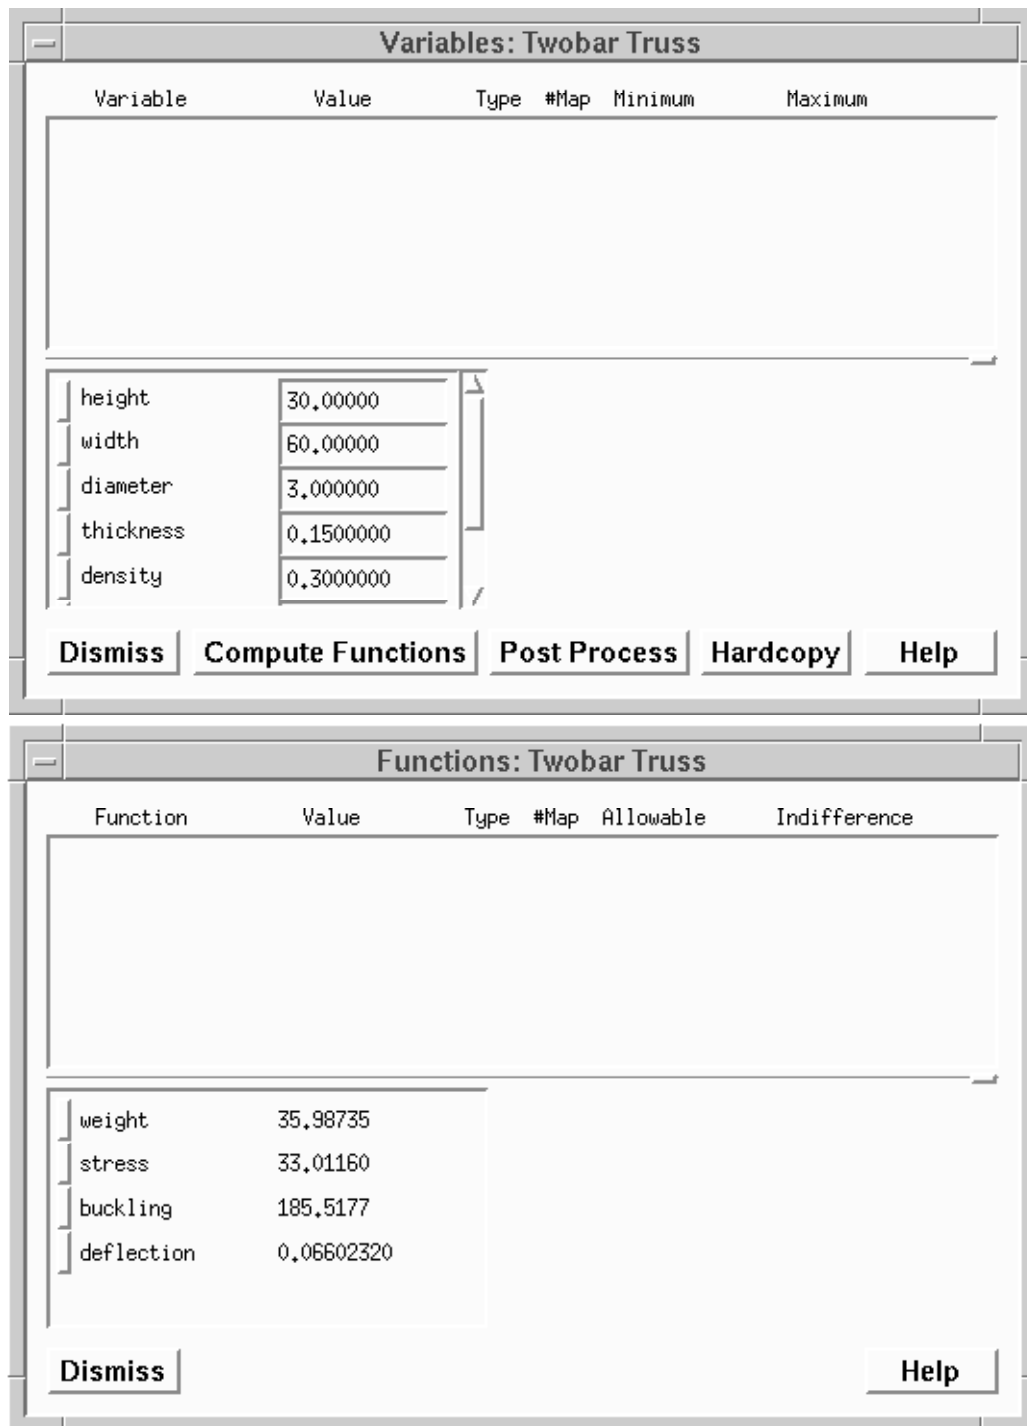 Variables: Twobar Truss
Variable Value Type #Map Minimum Maximum
height 30.00000
width 60.00000
diameter 3.000000
thickness 0.1500000
density 0.3000000
Dismiss Compute Functions Post Process Hardcopy Help
Functions: Twobar Truss
Function Value Type #Map Allowable Indifference
weight 35.98735
stress 33.01160
buckling 185.5177
deflection 0.06602320
Dismiss Help